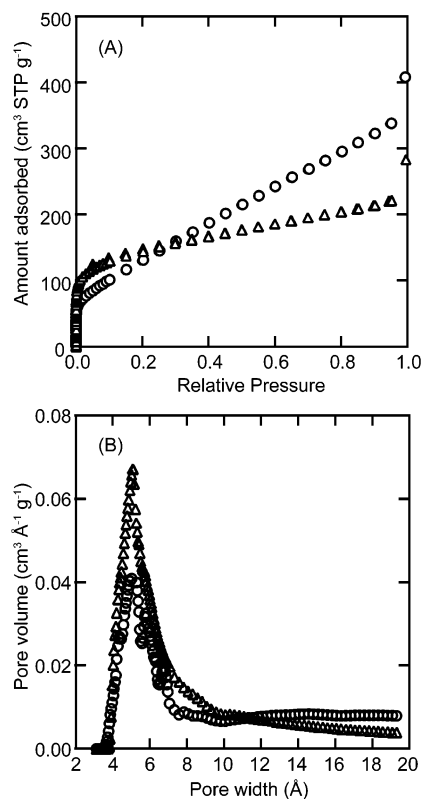 (A)
Amount adsorbed (cm³ STP g⁻¹)
500
400
300
200
100
0
0.0 0.2 0.4 0.6 0.8 1.0
Relative Pressure
(B)
Pore volume (cm³ Å⁻¹ g⁻¹)
0.08
0.06
0.04
0.02
0.00
2 4 6 8 10 12 14 16 18 20
Pore width (Å)